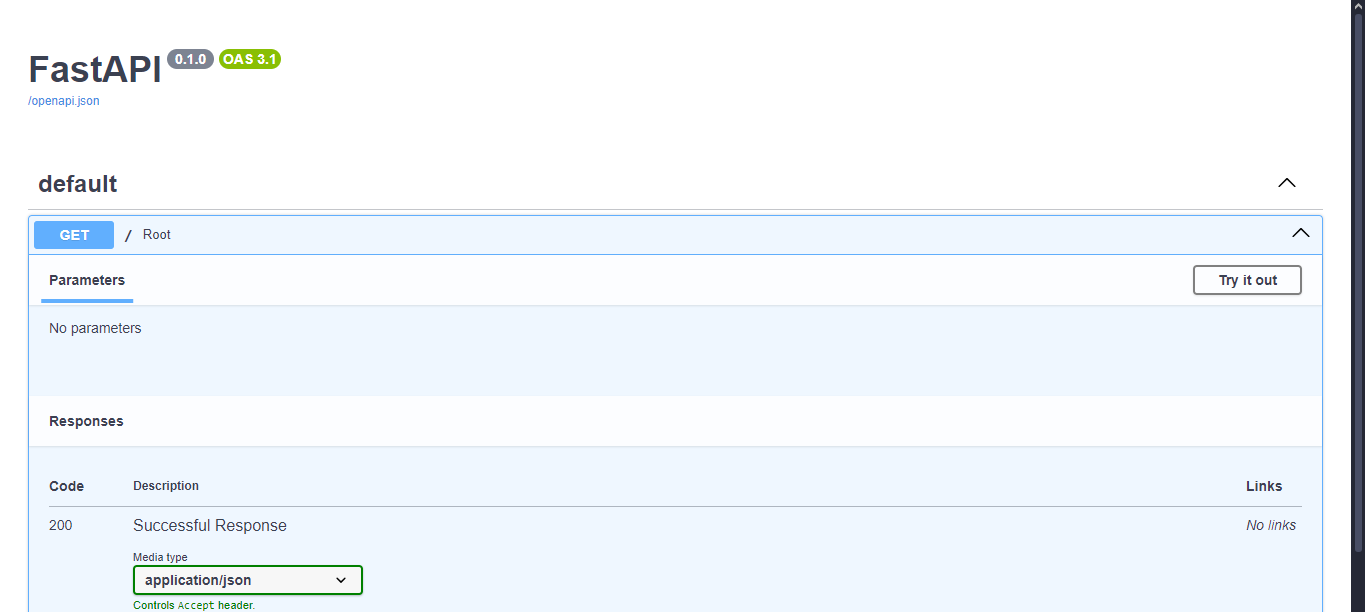 FastAPI 0.1.0 OAS 3.1
/openapi.json
default
GET / Root
Parameters Try it out
No parameters
Responses
Code Description Links
200 Successful Response No links
Media type
application/json
Controls Accept header.